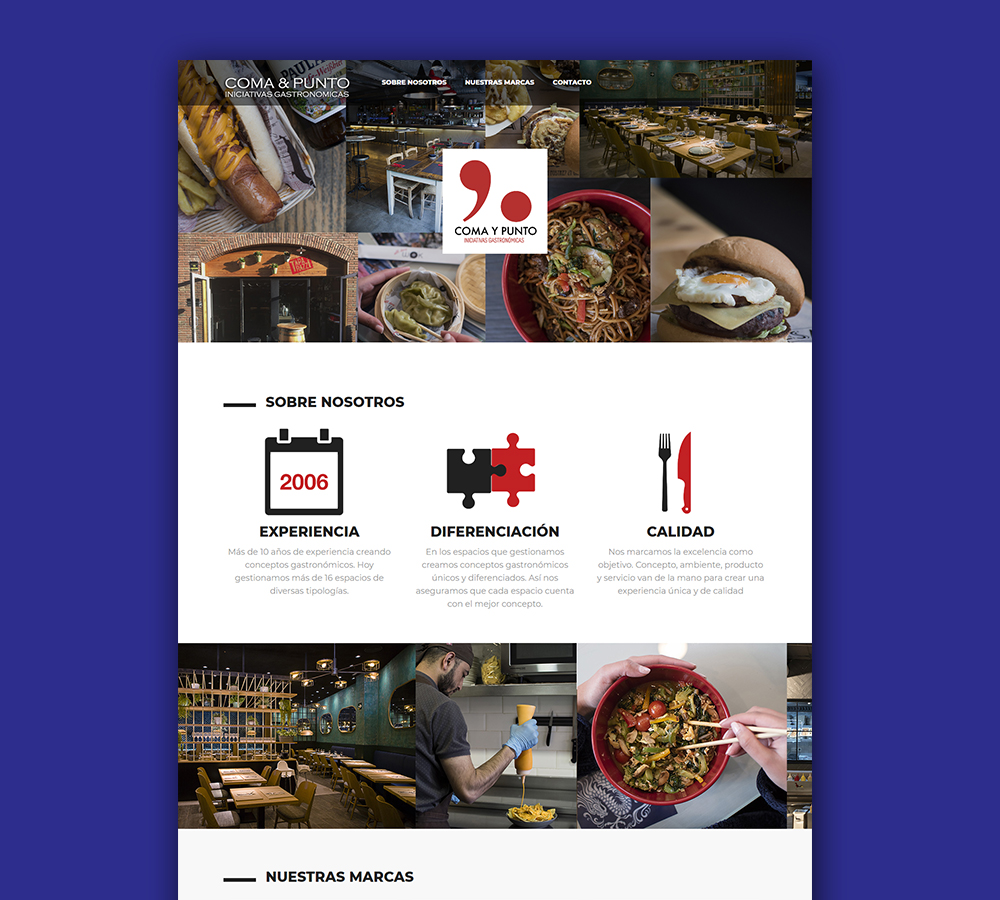 COMA & PUNTO
INICIATIVAS GASTRONOMICAS
SOBRE NOSOTROS NUESTRAS MARCAS CONTACTO
COMA Y PUNTO
INICIATIVAS GASTRONÓMICAS
SOBRE NOSOTROS
2006
EXPERIENCIA
Más de 10 años de experiencia creando
conceptos gastronómicos. Hoy
gestionamos más de 16 espacios de
diversas tipologías.
DIFERENCIACIÓN
En los espacios que gestionamos
creamos conceptos gastronómicos
únicos y diferenciados. Así nos
aseguramos que cada espacio cuenta
con el mejor concepto.
CALIDAD
Nos marcamos la excelencia como
objetivo. Concepto, ambiente, producto
y servicio van de la mano para crear una
experiencia única y de calidad
NUESTRAS MARCAS